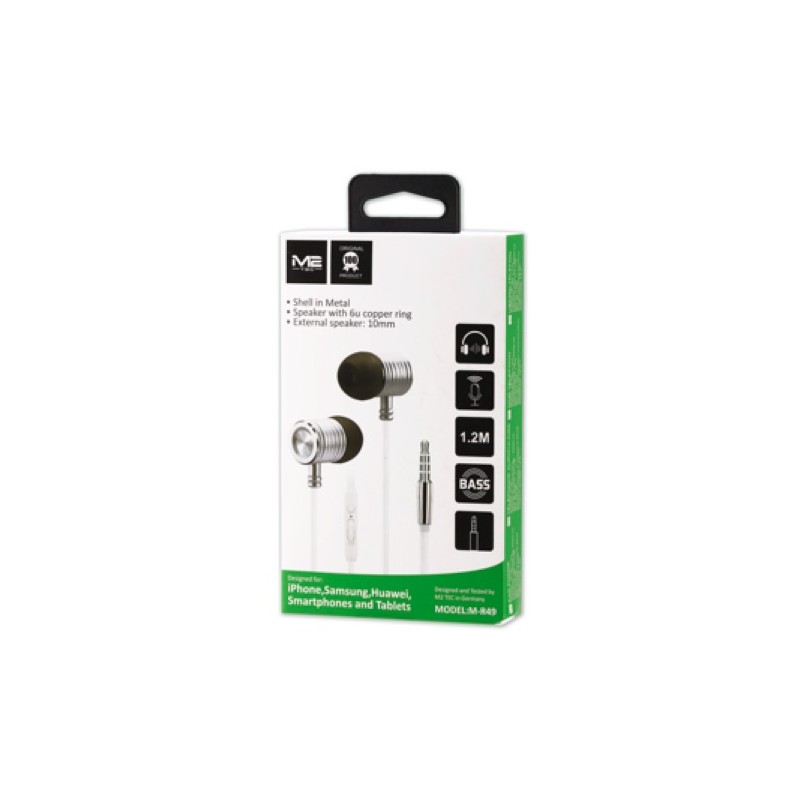 M2
TEC
ORIGINAL
100
PRODUCT
• Shell in Metal
• Speaker with 6u copper ring
• External speaker: 10mm
1.2M
BASS
Designed for:
iPhone,Samsung,Huawei,
Smartphones and Tablets
Designed and Tested by
M2 TEC in Germany
MODEL:M-R49